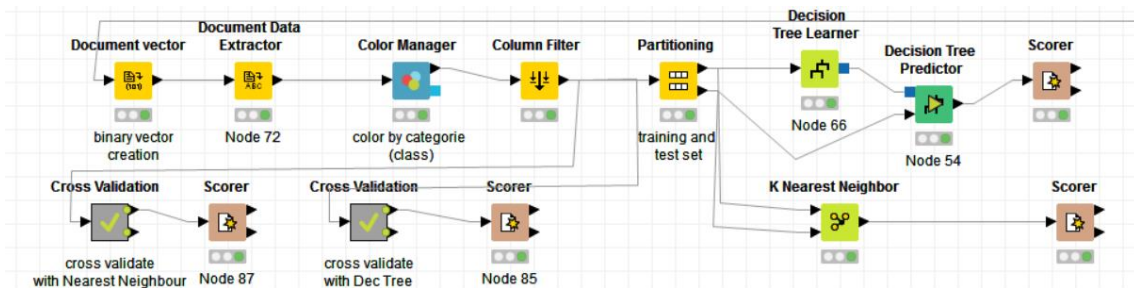 Document vector
binary vector
creation
Document Data
Extractor
Node 72
Color Manager
color by categorie
(class)
Column Filter
Partitioning
training and
test set
Decision
Tree Learner
Node 66
Decision Tree
Predictor
Node 54
Scorer
Cross Validation
cross validate
with Nearest Neighbour
Scorer
Node 87
Cross Validation
cross validate
with Dec Tree
Scorer
Node 85
K Nearest Neighbor
Scorer